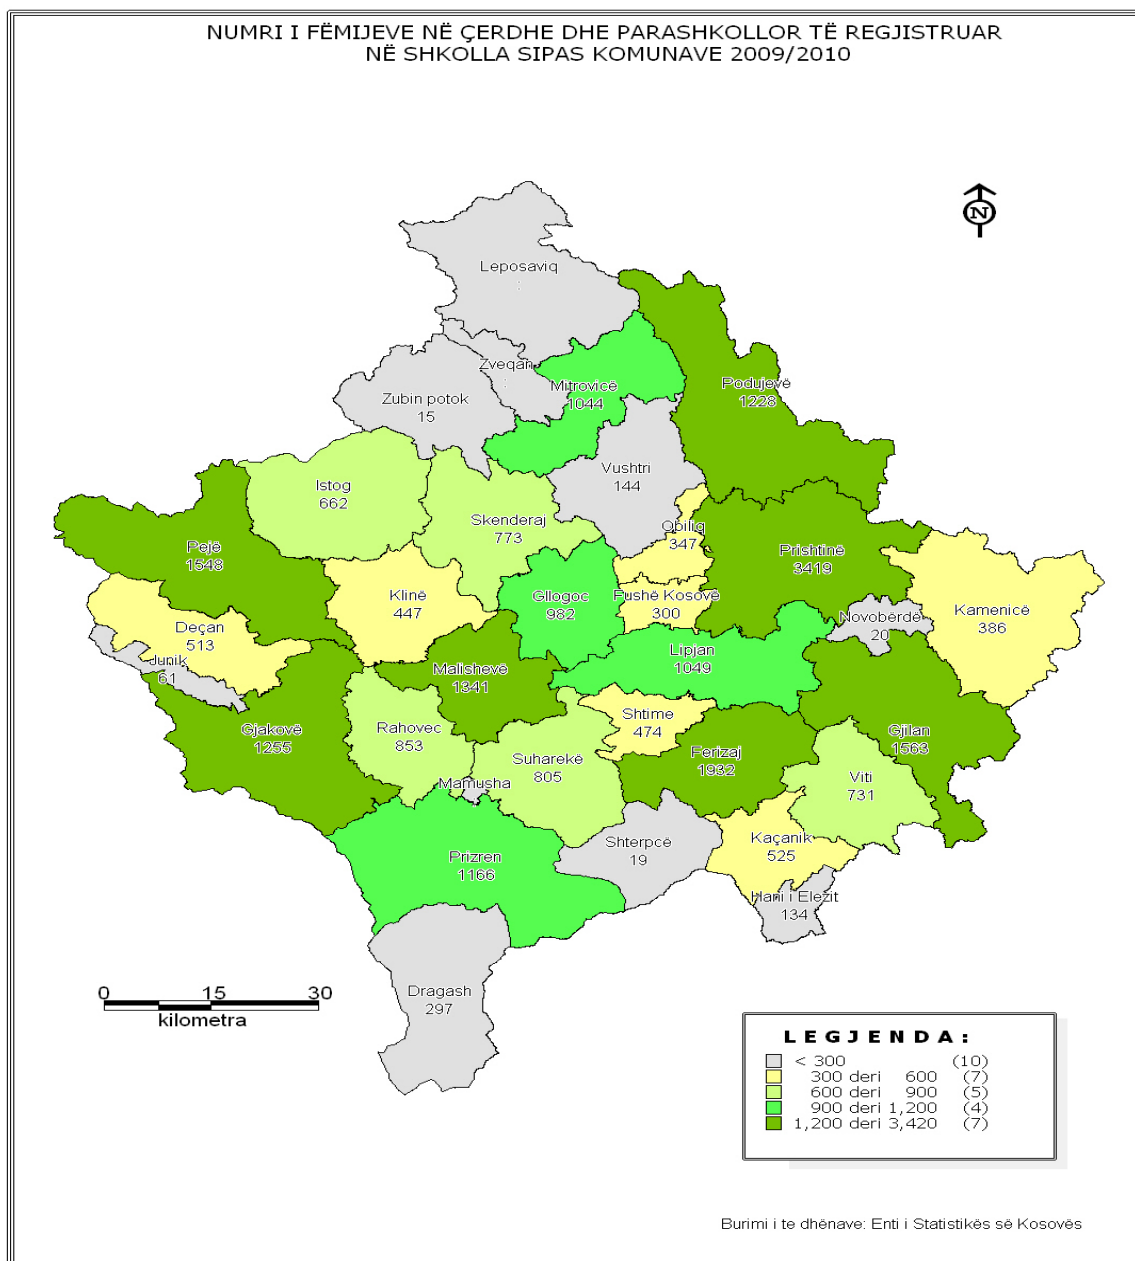 NUMRI I FËMIJEVE NË ÇERDHE DHE PARASHKOLLOR TË REGJISTRUAR
NË SHKOLLA SIPAS KOMUNAVE 2009/2010
N
Leposaviq
:
Zveqan
:
Mitrovicë
1044
Podujevë
1228
Zubin potok
15
Vushtri
144
Istog
662
Skenderaj
773
Obiliq
347
Pejë
1548
Prishtinë
3419
Klinë
447
Gllogoc
982
Fushë Kosovë
300
Kamenicë
386
Novobërdë
20
Deçan
513
Junik
61
Lipjan
1049
Malishevë
1341
Shtime
474
Gjakovë
1255
Rahovec
853
Gjilan
1563
Ferizaj
1932
Suharekë
805
Mamusha
Viti
731
Shterpcë
19
Kaçanik
525
Prizren
1166
Hani i Elezit
134
Dragash
297
0 15 30
kilometra
LEGJENDA:
< 300 (10)
300 deri 600 (7)
600 deri 900 (5)
900 deri 1,200 (4)
1,200 deri 3,420 (7)
Burimi i te dhënave: Enti i Statistikës së Kosovës